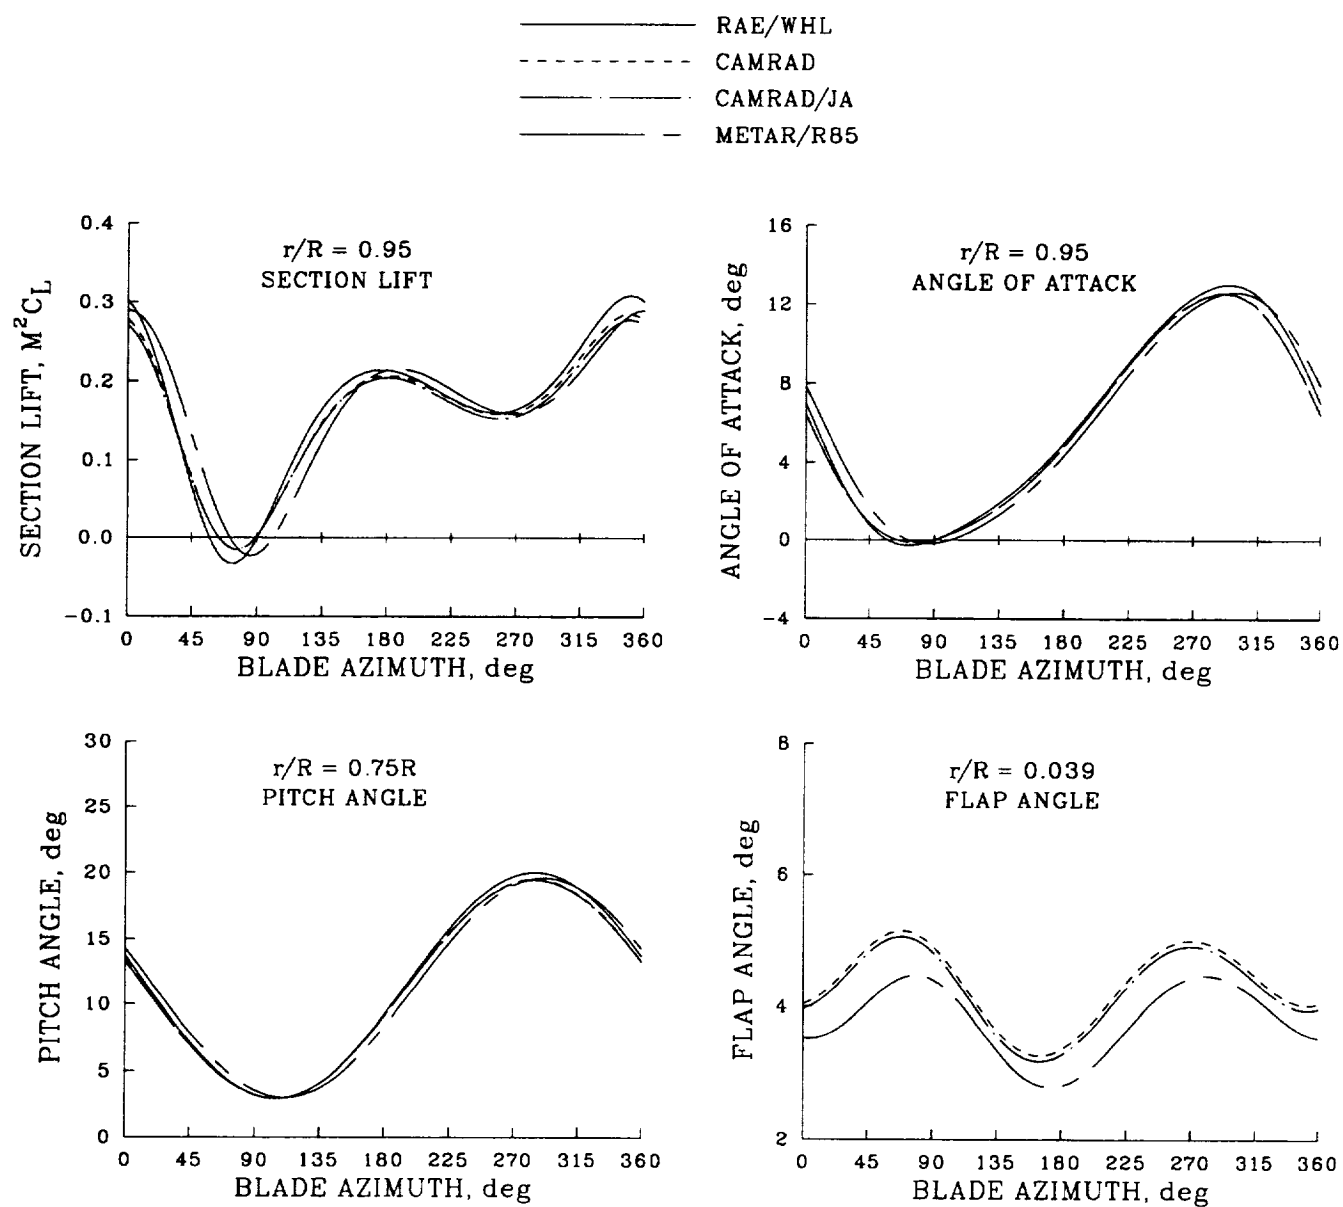 RAE/WHL
CAMRAD
CAMRAD/JA
METAR/R85
r/R = 0.95
SECTION LIFT
SECTION LIFT, M²C_L
0.4
0.3
0.2
0.1
0.0
-0.1
0 45 90 135 180 225 270 315 360
BLADE AZIMUTH, deg
r/R = 0.95
ANGLE OF ATTACK
ANGLE OF ATTACK, deg
16
12
8
4
0
-4
0 45 90 135 180 225 270 315 360
BLADE AZIMUTH, deg
r/R = 0.75R
PITCH ANGLE
PITCH ANGLE, deg
30
25
20
15
10
5
0
0 45 90 135 180 225 270 315 360
BLADE AZIMUTH, deg
r/R = 0.039
FLAP ANGLE
FLAP ANGLE, deg
8
6
4
2
0 45 90 135 180 225 270 315 360
BLADE AZIMUTH, deg